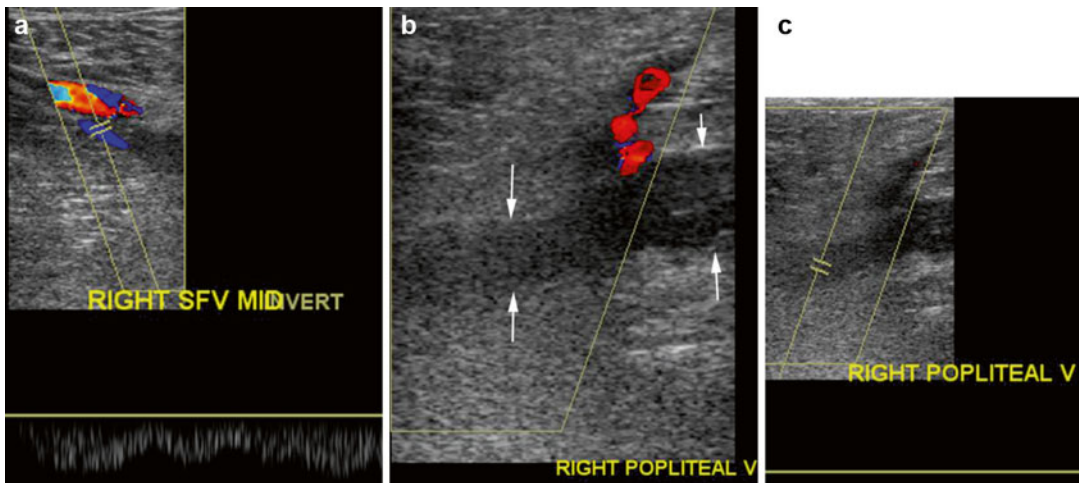 a
RIGHT SFV MID INVERT
b
RIGHT POPLITEAL V
c
RIGHT POPLITEAL V